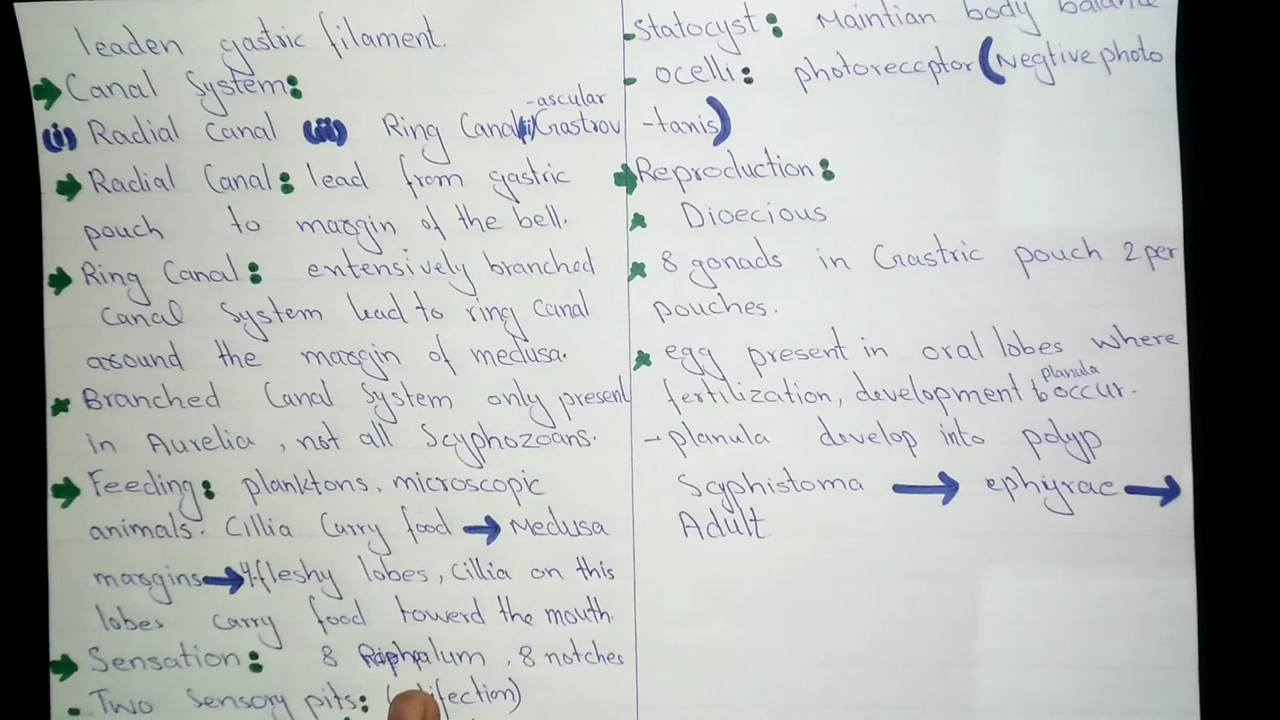 leaden gastric filament.
Canal System:
(i) Radial Canal (ii) Ring Canal Gastrov
-ascular
Radial Canal: lead from gastric
pouch to margin of the bell.
Ring Canal: extensively branched
Canal System lead to ring Canal
around the margin of medusa.
Branched Canal System only present
in Aurelia, not all Scyphozoans.
Feeding: planktons, microscopic
animals. Cillia Carry food → Medusa
margins → 4 fleshy lobes, Cillia on this
lobes carry food towerd the mouth.
Sensation: 8 , 8 notches
Two Sensory pits:
Statocyst: Maintian body
ocelli: photoreceptor (Negtive photo
-tanis)
Reproduction:
Dioecious
8 gonads in Gastric pouch 2 per
pouches.
egg present in oral lobes where
planula
fertilization, development occur.
- planula develop into polyp
Scyphistoma → ephyrae →
Adult